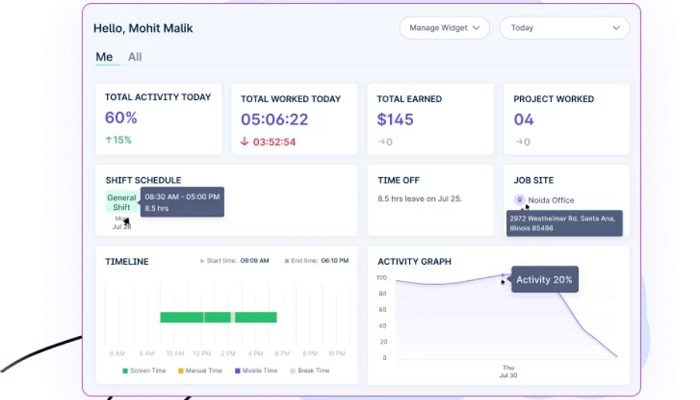 Hello, Mohit Malik
Manage Widget
Today
Me
All
TOTAL ACTIVITY TODAY
60%
↑15%
TOTAL WORKED TODAY
05:06:22
↓ 03:52:54
TOTAL EARNED
$145
→0
PROJECT WORKED
04
→0
SHIFT SCHEDULE
General
Shift
Jul 28
08:30 AM - 05:00 PM
8.5 hrs
TIME OFF
8.5 hrs leave on Jul 25.
JOB SITE
Noida Office
2972 Westheimer Rd. Santa Ana,
Illinois 85486
TIMELINE
Start time: 09:09 AM
End time: 06:10 PM
6 AM 8 AM 10 AM 12 PM 2 PM 4 PM 6 PM 8 PM 10 PM
Screen Time
Manual Time
Mobile Time
Break Time
ACTIVITY GRAPH
100
80
60
40
20
0
Activity 20%
Thu
Jul 30